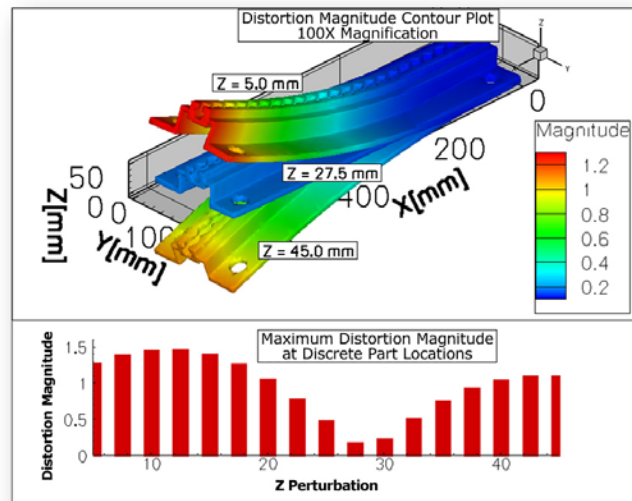 Distortion Magnitude Contour Plot
100X Magnification
Z
Y
Z = 5.0 mm
0
Magnitude
200
1.2
Z = 27.5 mm
1
50
400
X[mm]
0.8
0
0
Z[mm]
0.6
Y[mm]
100
Z = 45.0 mm
0.4
0.2
Maximum Distortion Magnitude
at Discrete Part Locations
Distortion Magnitude
1.5
1
0.5
0
10
20
30
40
Z Perturbation